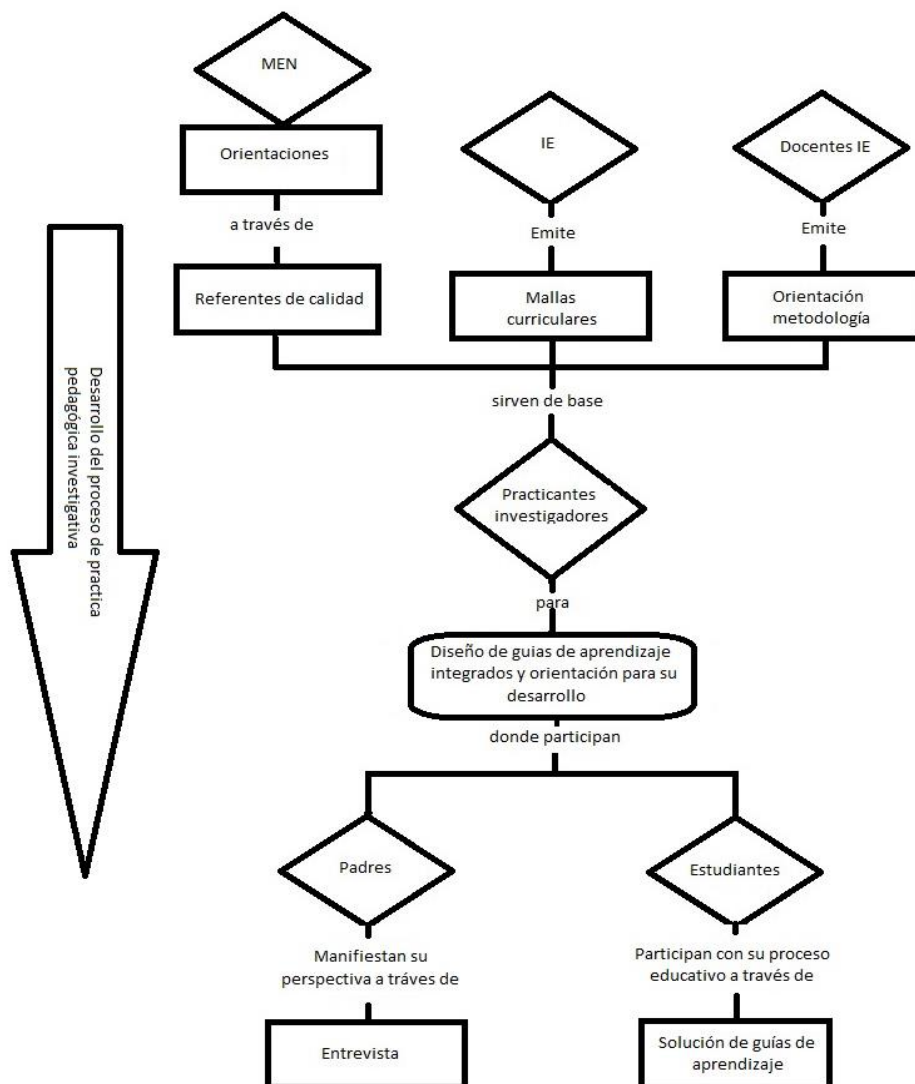 MEN
Orientaciones
IE
Docentes IE
a través de
Emite
Emite
Referentes de calidad
Mallas
curriculares
Orientación
metodología
sirven de base
Desarrollo del proceso de practica
pedagógica investigativa
Practicantes
investigadores
para
Diseño de guias de aprendizaje
integrados y orientación para su
desarrollo
donde participan
Padres
Estudiantes
Manifiestan su
perspectiva a tráves de
Participan con su proceso
educativo a través de
Entrevista
Solución de guías de
aprendizaje